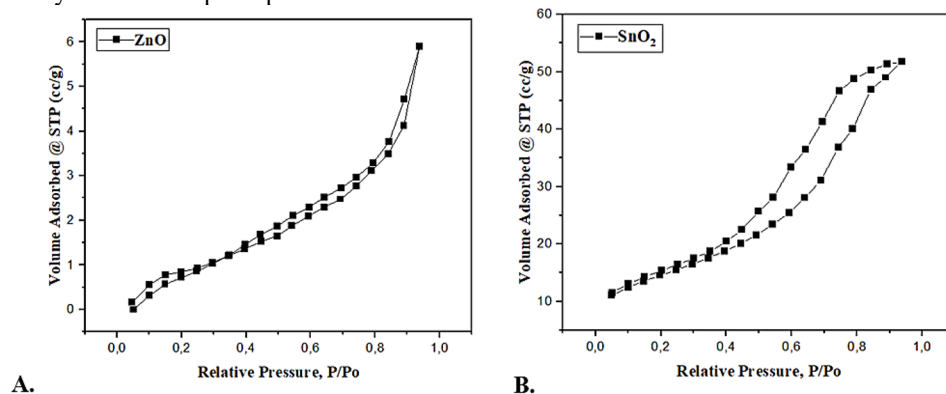 ZnO
Volume Adsorbed @ STP (cc/g)
6
5
4
3
2
1
0
0,0 0,2 0,4 0,6 0,8 1,0
Relative Pressure, P/Po
A.
SnO₂
Volume Adsorbed @ STP (cc/g)
60
50
40
30
20
10
0,0 0,2 0,4 0,6 0,8 1,0
Relative Pressure, P/Po
B.